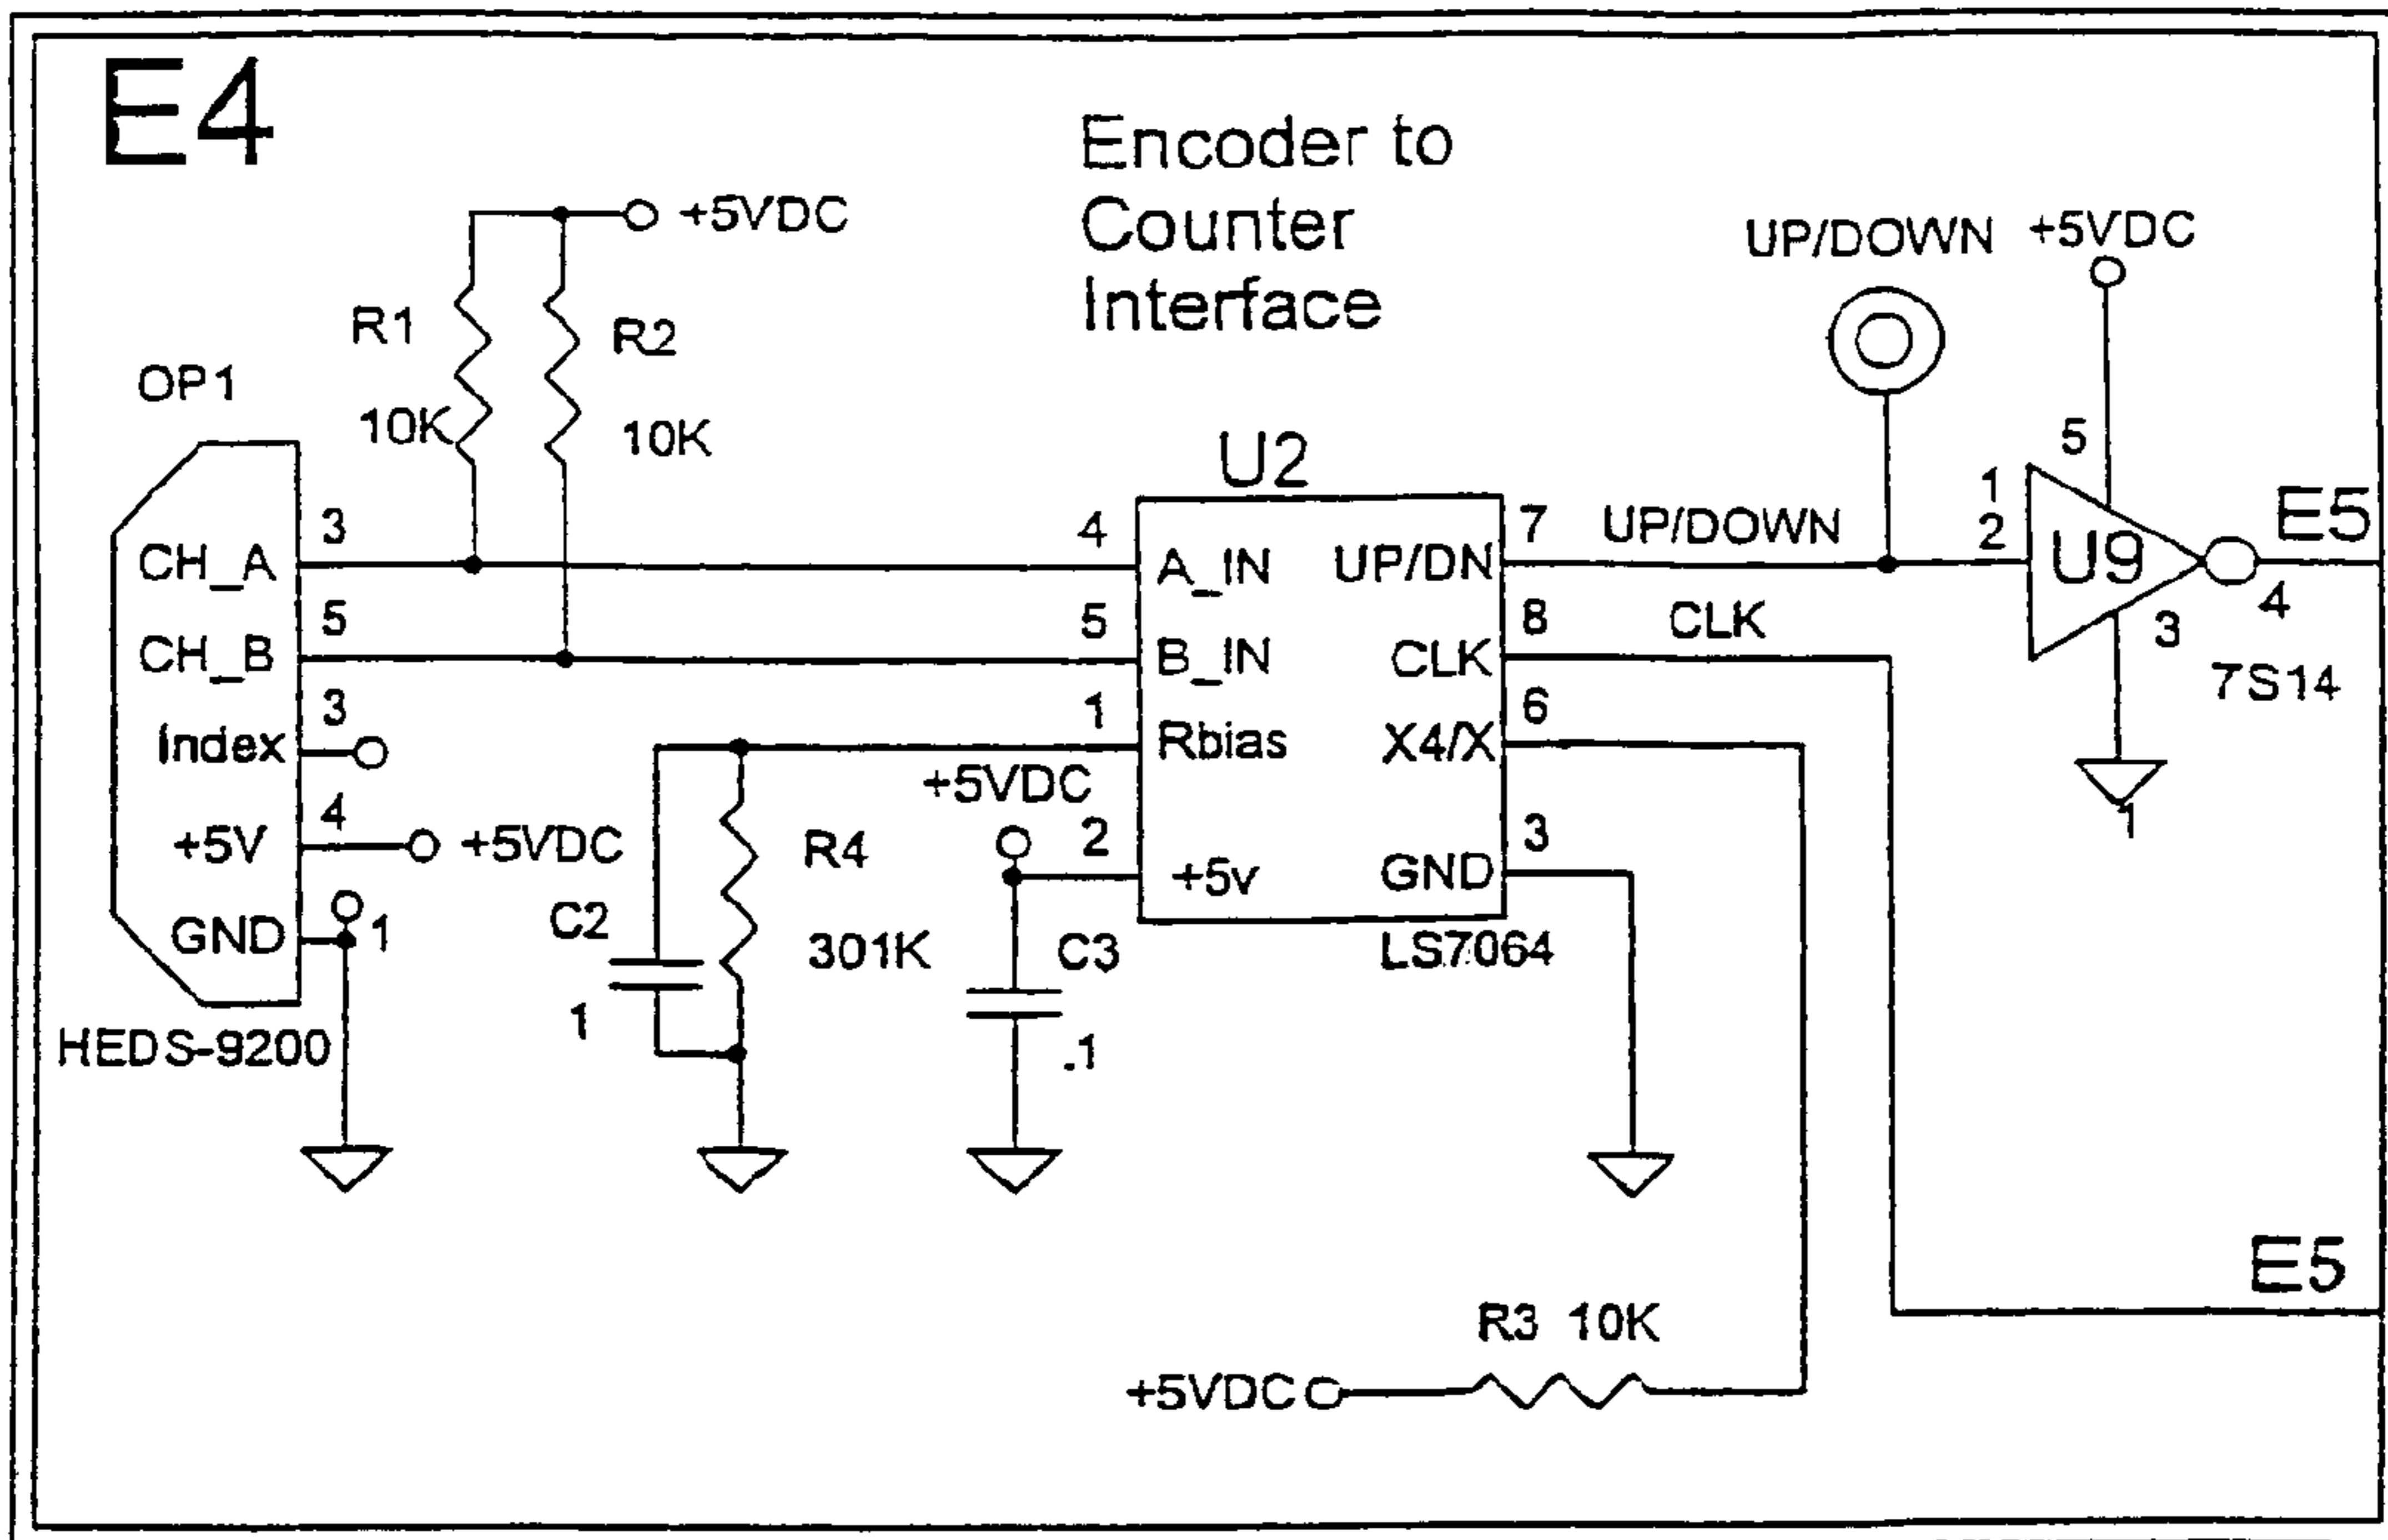 E4
Encoder to
Counter
Interface
+5VDC
UP/DOWN
+5VDC
R1
R2
OP1
10K
10K
U2
5
1
2
E5
3
CH_A
4
A_IN
UP/DN
7
UP/DOWN
U9
4
5
CH_B
5
B_IN
CLK
8
CLK
3
7S14
3
Index
1
Rbias
X4/X
6
+5VDC
1
4
+5V
+5VDC
R4
2
+5v
3
GND
C2
1
GND
301K
C3
LS7064
1
.1
HEDS-9200
E5
R3 10K
+5VDC